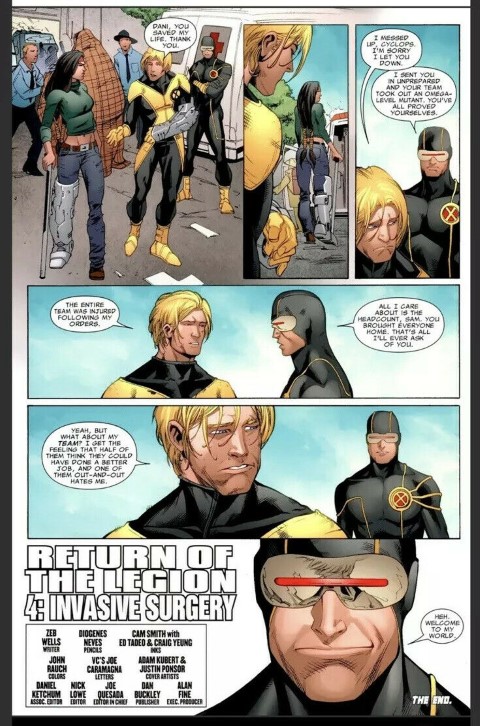 DANI, YOU
SAVED MY
LIFE. THANK
YOU.
I MESSED
UP, CYCLOPS.
I'M SORRY
I LET YOU
DOWN.
I SENT YOU
IN UNPREPARED
AND YOUR TEAM
TOOK OUT AN OMEGA-
LEVEL MUTANT. YOU'VE
ALL PROVED
YOURSELVES.
THE ENTIRE
TEAM WAS INJURED
FOLLOWING MY
ORDERS.
ALL I CARE
ABOUT IS THE
HEADCOUNT, SAM. YOU
BROUGHT EVERYONE
HOME. THAT'S ALL
I'LL EVER ASK
OF YOU.
YEAH, BUT
WHAT ABOUT MY
TEAM? I GET THE
FEELING THAT HALF OF
THEM THINK THEY COULD
HAVE DONE A BETTER
JOB, AND ONE OF
THEM OUT-AND-OUT
HATES ME.
RETURN OF
THE LEGION
4: INVASIVE SURGERY
ZEB
WELLS
WRITER
DIOGENES
NEVES
PENCILS
CAM SMITH with
ED TADEO & CRAIG YEUNG
INKS
JOHN
RAUCH
COLORS
VC'S JOE
CARAMAGNA
LETTERS
ADAM KUBERT &
JUSTIN PONSOR
COVER ARTISTS
DANIEL
KETCHUM
ASSOC. EDITOR
NICK
LOWE
EDITOR
JOE
QUESADA
EDITOR IN CHIEF
DAN
BUCKLEY
PUBLISHER
ALAN
FINE
EXEC. PRODUCER
HEH.
WELCOME
TO MY
WORLD.
THE END.